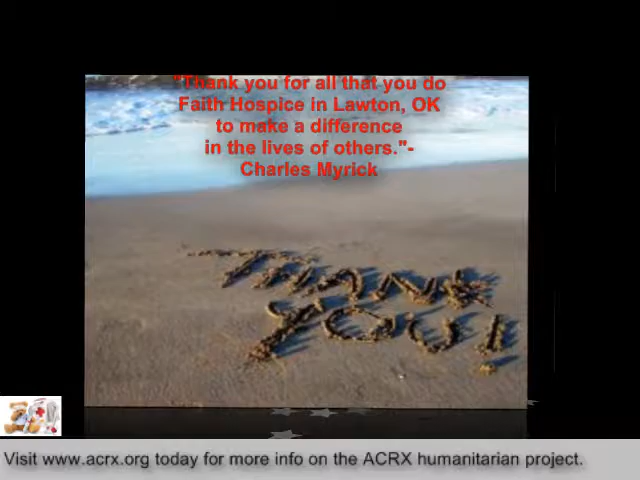 "Thank you for all that you do
Faith Hospice in Lawton, OK
to make a difference
in the lives of others."-
Charles Myrick
THANK
YOU!
Visit www.acrx.org today for more info on the ACRX humanitarian project.